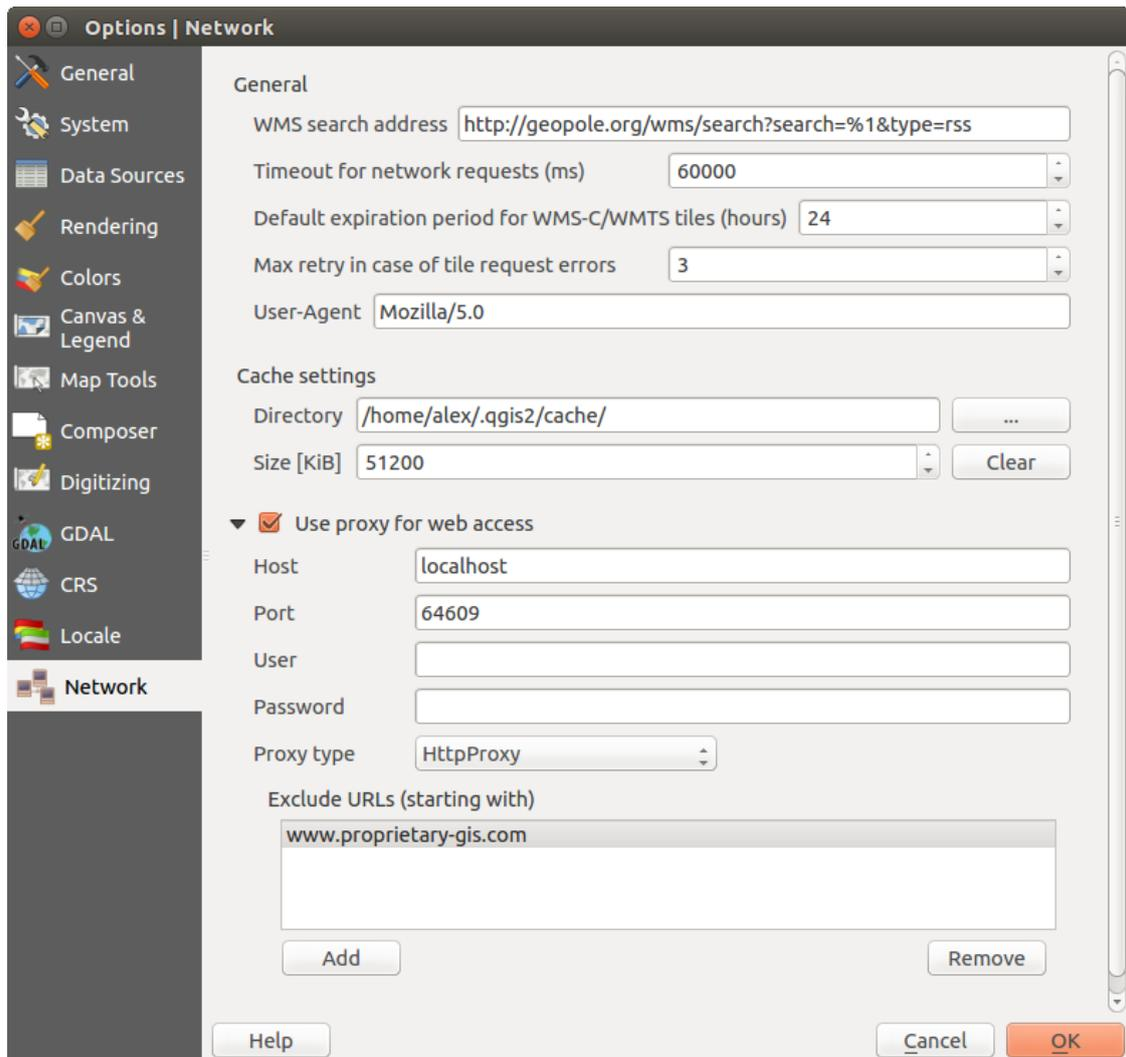 Options | Network
General
System
Data Sources
Rendering
Colors
Canvas &
Legend
Map Tools
Composer
Digitizing
GDAL
GDAL
CRS
Locale
Network
General
WMS search address http://geopole.org/wms/search?search=%1&type=rss
Timeout for network requests (ms) 60000
Default expiration period for WMS-C/WMTS tiles (hours) 24
Max retry in case of tile request errors 3
User-Agent Mozilla/5.0
Cache settings
Directory /home/alex/.qgis2/cache/ ...
Size [KiB] 51200 Clear
Use proxy for web access
Host localhost
Port 64609
User
Password
Proxy type HttpProxy
Exclude URLs (starting with)
www.proprietary-gis.com
Add Remove
Help Cancel OK